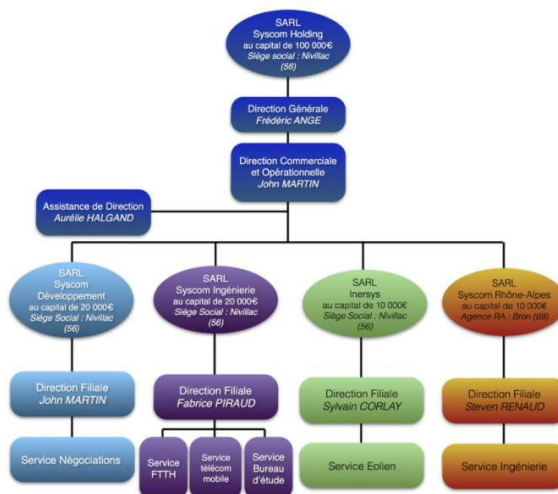 SARL
Syscom Holding
au capital de 100 000€
Siège social : Nivillac
(56)
Direction Générale
Frédéric ANGE
Direction Commerciale
et Opérationnelle
John MARTIN
Assistance de Direction
Aurélie HALGAND
SARL
Syscom
Développement
au capital de 20 000€
Siège Social : Nivillac
(56)
SARL
Syscom Ingénierie
au capital de 20 000€
Siège Social : Nivillac
(56)
SARL
Inersys
au capital de 10 000€
Siège Social : Nivillac
(56)
SARL
Syscom Rhône-Alpes
au capital de 10 000€
Agence RA : Bron (69)
Direction Filiale
John MARTIN
Direction Filiale
Fabrice PIRAUD
Direction Filiale
Sylvain CORLAY
Direction Filiale
Steven RENAUD
Service Négociations
Service
FTTH
Service
télécom
mobile
Service
Bureau
d'étude
Service Eolien
Service Ingénierie